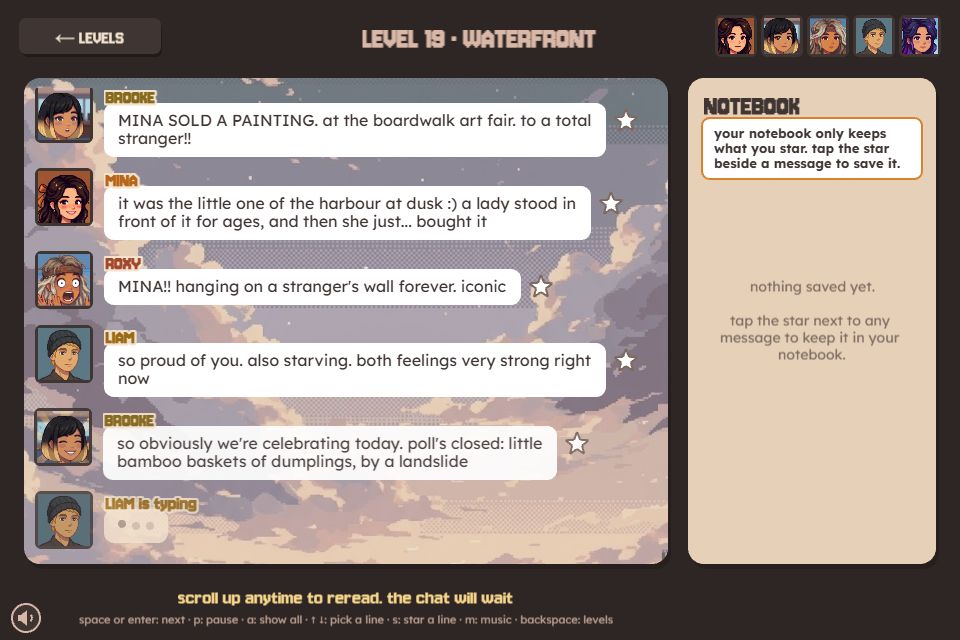 ← LEVELS
LEVEL 19 · WATERFRONT
BROOKE
MINA SOLD A PAINTING. at the boardwalk art fair. to a total
stranger!!
MINA
it was the little one of the harbour at dusk :) a lady stood in
front of it for ages, and then she just... bought it
ROXY
MINA!! hanging on a stranger's wall forever. iconic
LIAM
so proud of you. also starving. both feelings very strong right
now
BROOKE
so obviously we're celebrating today. poll's closed: little
bamboo baskets of dumplings, by a landslide
LIAM is typing
NOTEBOOK
your notebook only keeps
what you star. tap the star
beside a message to save it.
nothing saved yet.
tap the star next to any
message to keep it in your
notebook.
scroll up anytime to reread. the chat will wait
space or enter: next · p: pause · a: show all · ↑ ↓: pick a line · s: star a line · m: music · backspace: levels